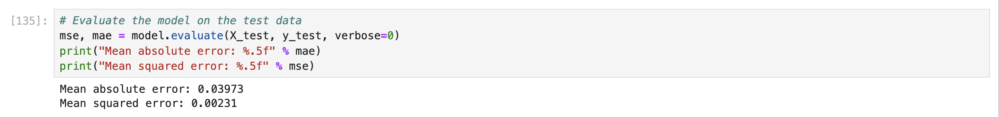 [135]:
# Evaluate the model on the test data
mse, mae = model.evaluate(X_test, y_test, verbose=0)
print("Mean absolute error: %.5f" % mae)
print("Mean squared error: %.5f" % mse)
Mean absolute error: 0.03973
Mean squared error: 0.00231